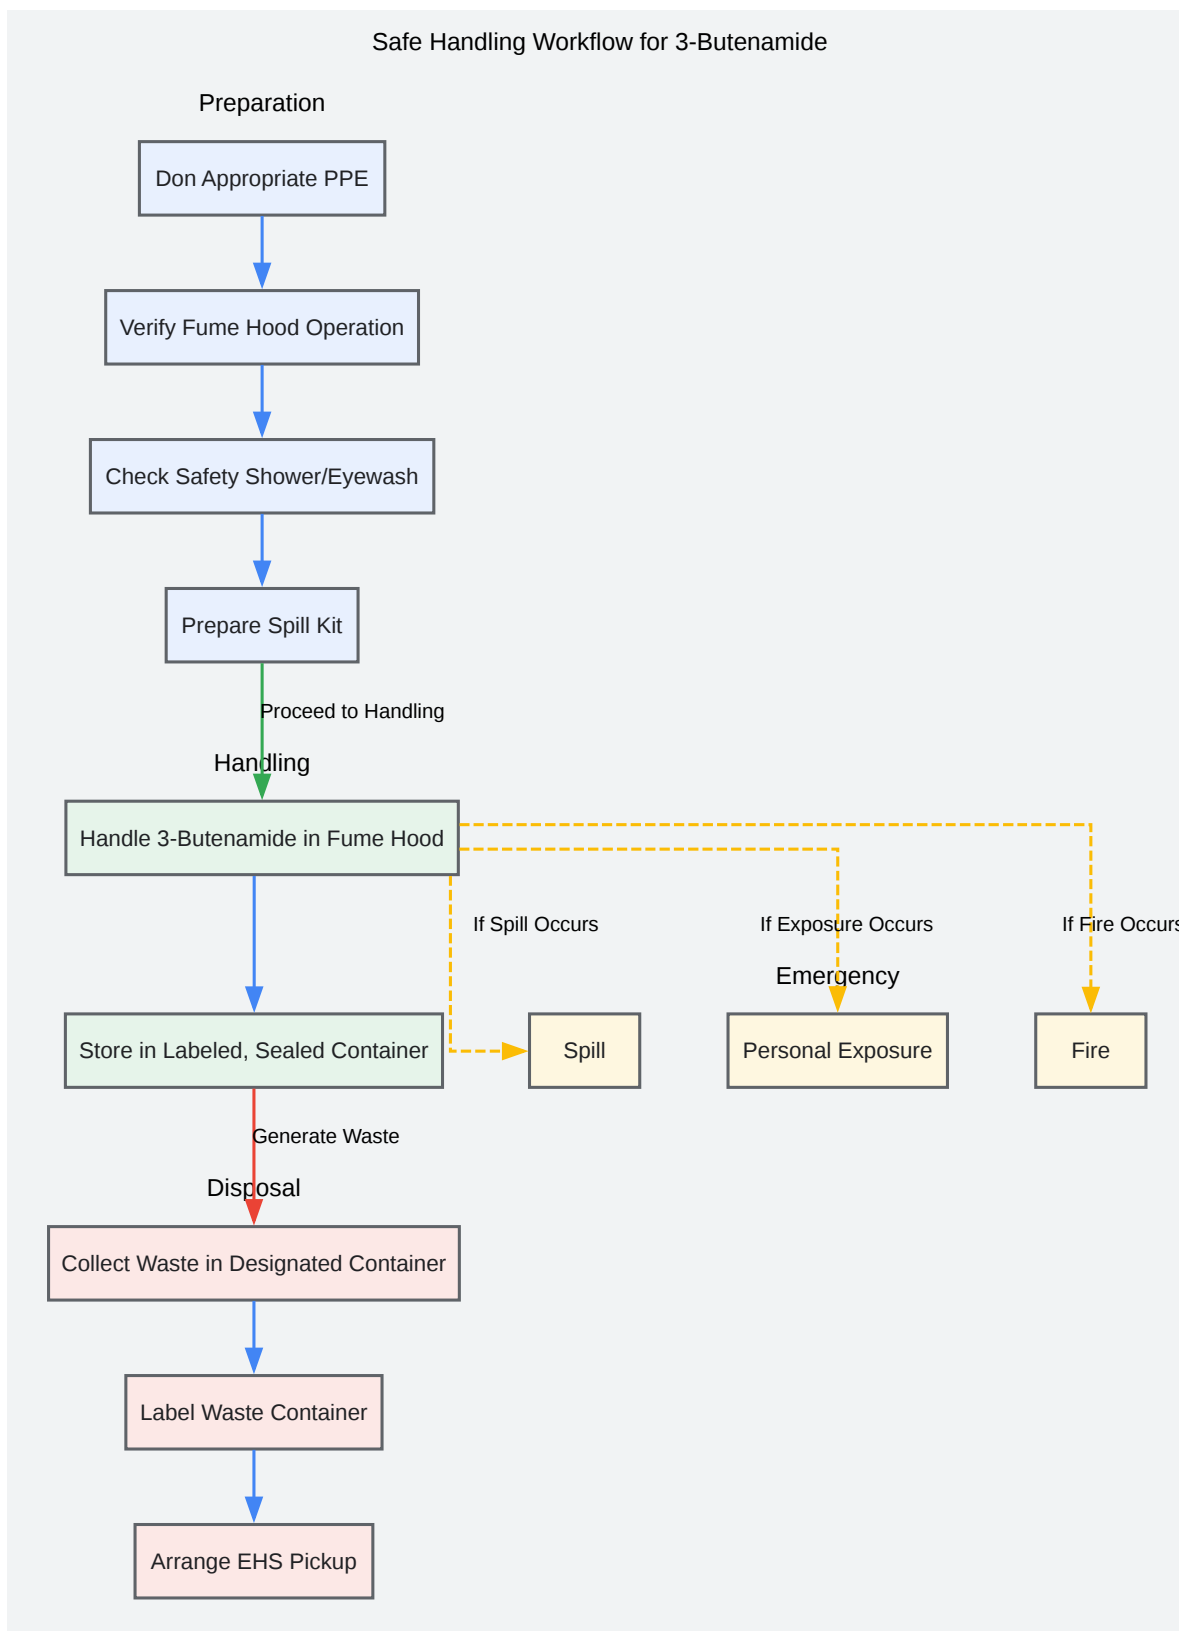 Safe Handling Workflow for 3-Butenamide
Preparation
Don Appropriate PPE
Verify Fume Hood Operation
Check Safety Shower/Eyewash
Prepare Spill Kit
Proceed to Handling
Handling
Handle 3-Butenamide in Fume Hood
If Spill Occurs
If Exposure Occurs
If Fire Occurs
Emergency
Store in Labeled, Sealed Container
Spill
Personal Exposure
Fire
Generate Waste
Disposal
Collect Waste in Designated Container
Label Waste Container
Arrange EHS Pickup